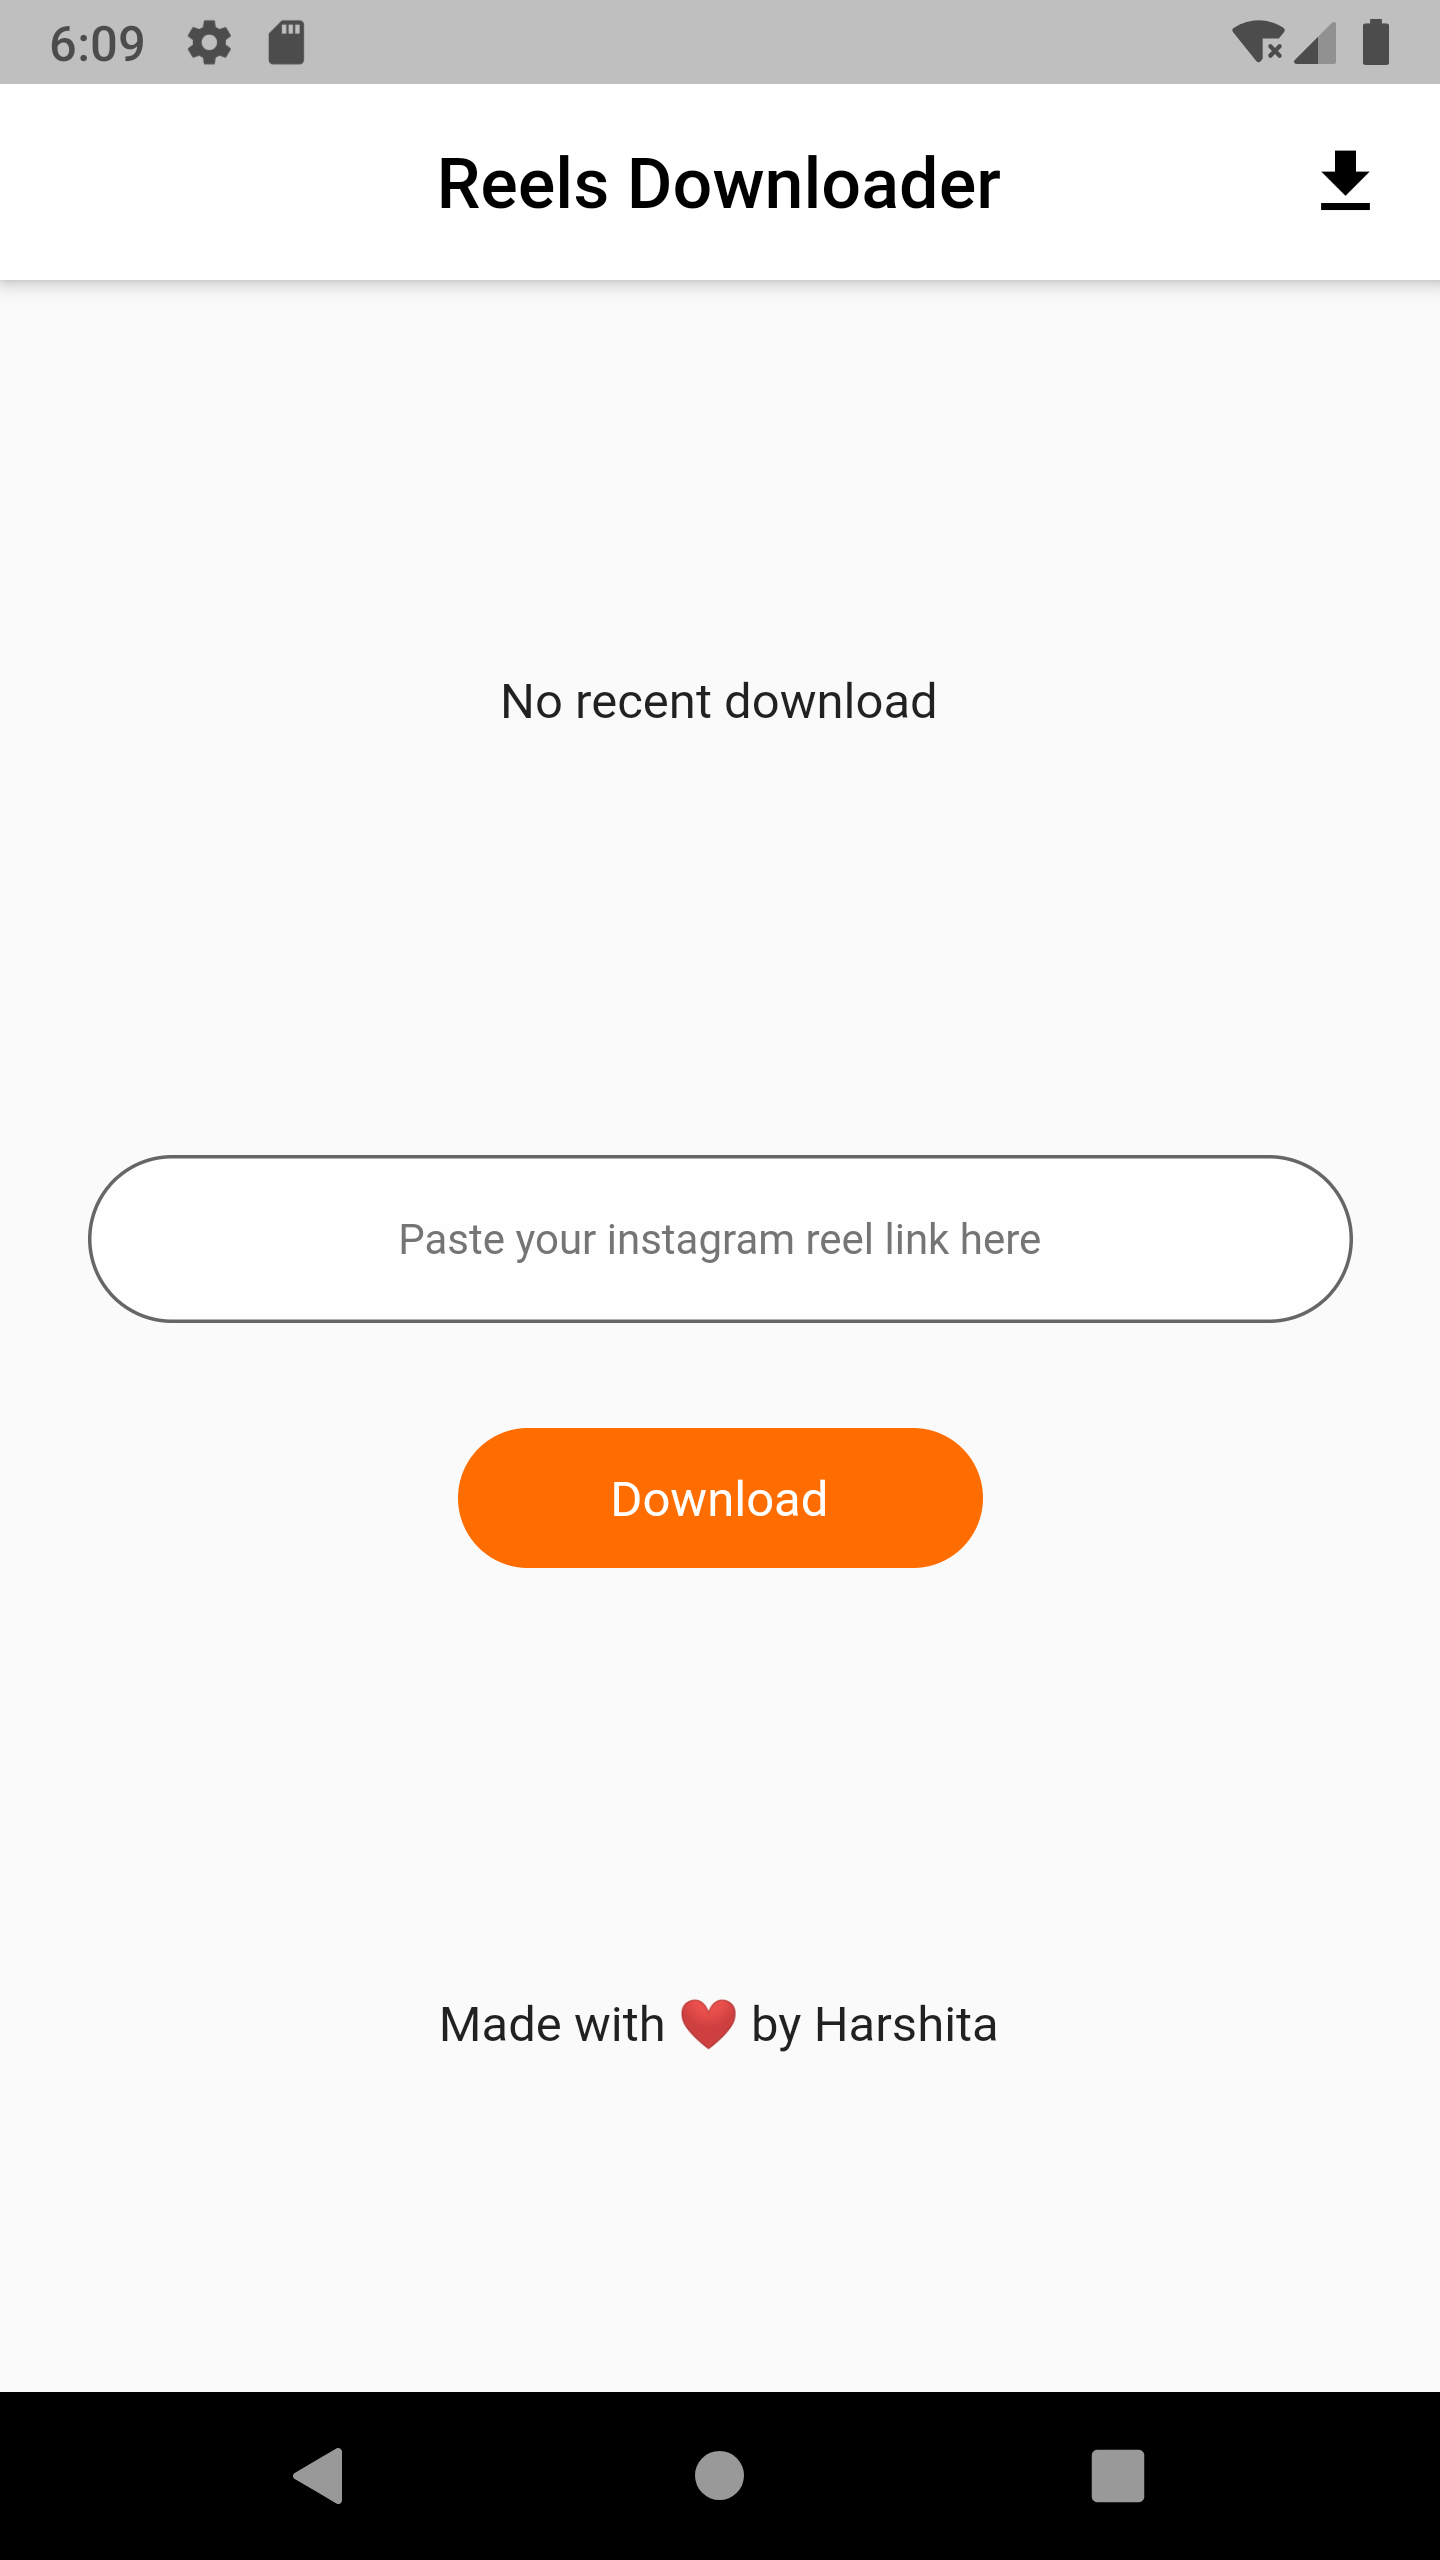 6:09
Reels Downloader
No recent download
Paste your instagram reel link here
Download
Made with ❤️ by Harshita